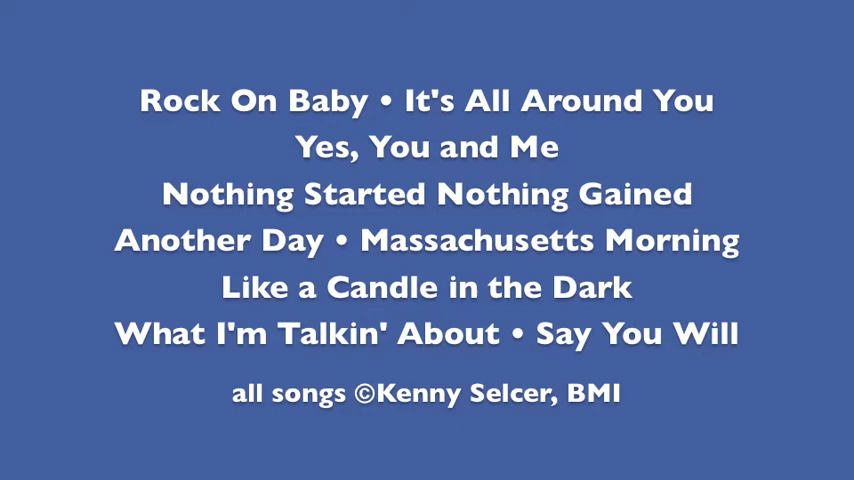 Rock On Baby • It's All Around You
Yes, You and Me
Nothing Started Nothing Gained
Another Day • Massachusetts Morning
Like a Candle in the Dark
What I'm Talkin' About • Say You Will
all songs ©Kenny Selcer, BMI